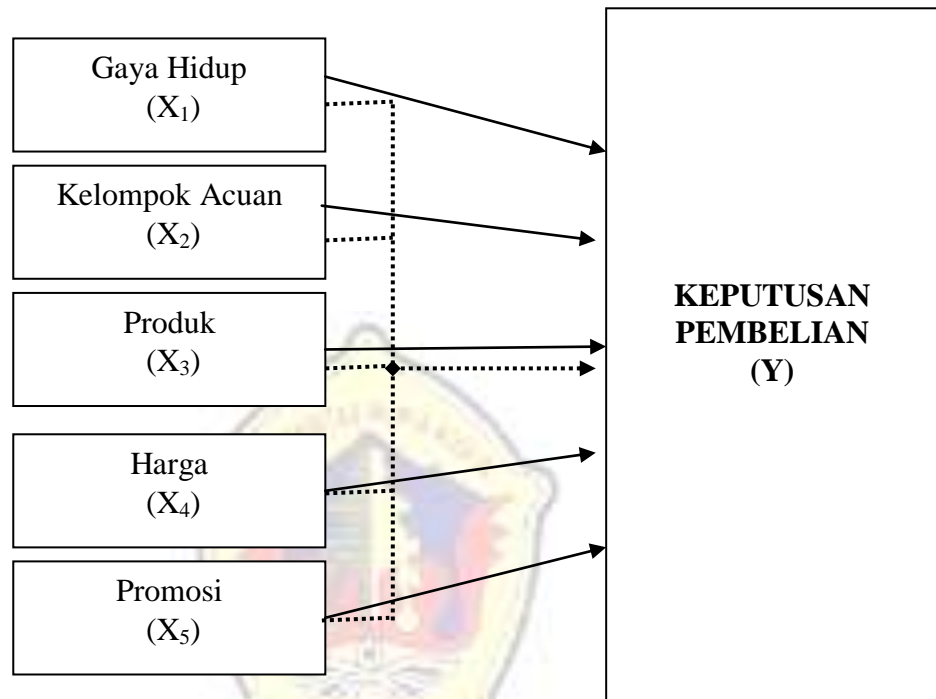 Gaya Hidup
(X₁)
Kelompok Acuan
(X₂)
Produk
(X₃)
Harga
(X₄)
Promosi
(X₅)
KEPUTUSAN
PEMBELIAN
(Y)